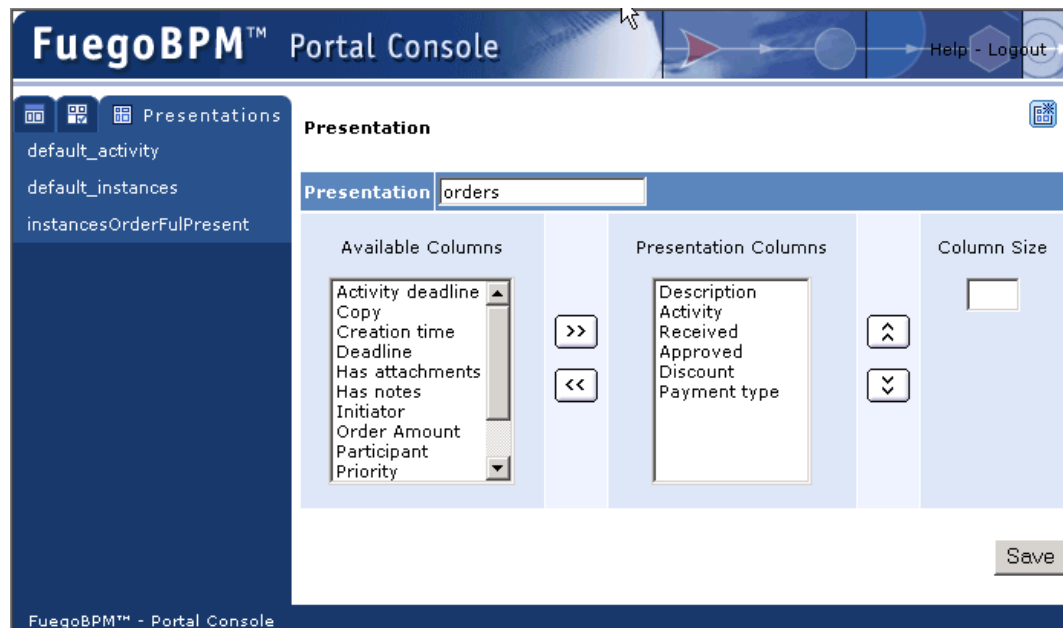 FuegoBPM™ Portal Console
Help - Logout
Presentations
default_activity
default_instances
instancesOrderFulPresent
Presentation
Presentation orders
Available Columns
Activity deadline
Copy
Creation time
Deadline
Has attachments
Has notes
Initiator
Order Amount
Participant
Priority
>>
<<
Presentation Columns
Description
Activity
Received
Approved
Discount
Payment type
Column Size
Save
FuegoBPM™ - Portal Console